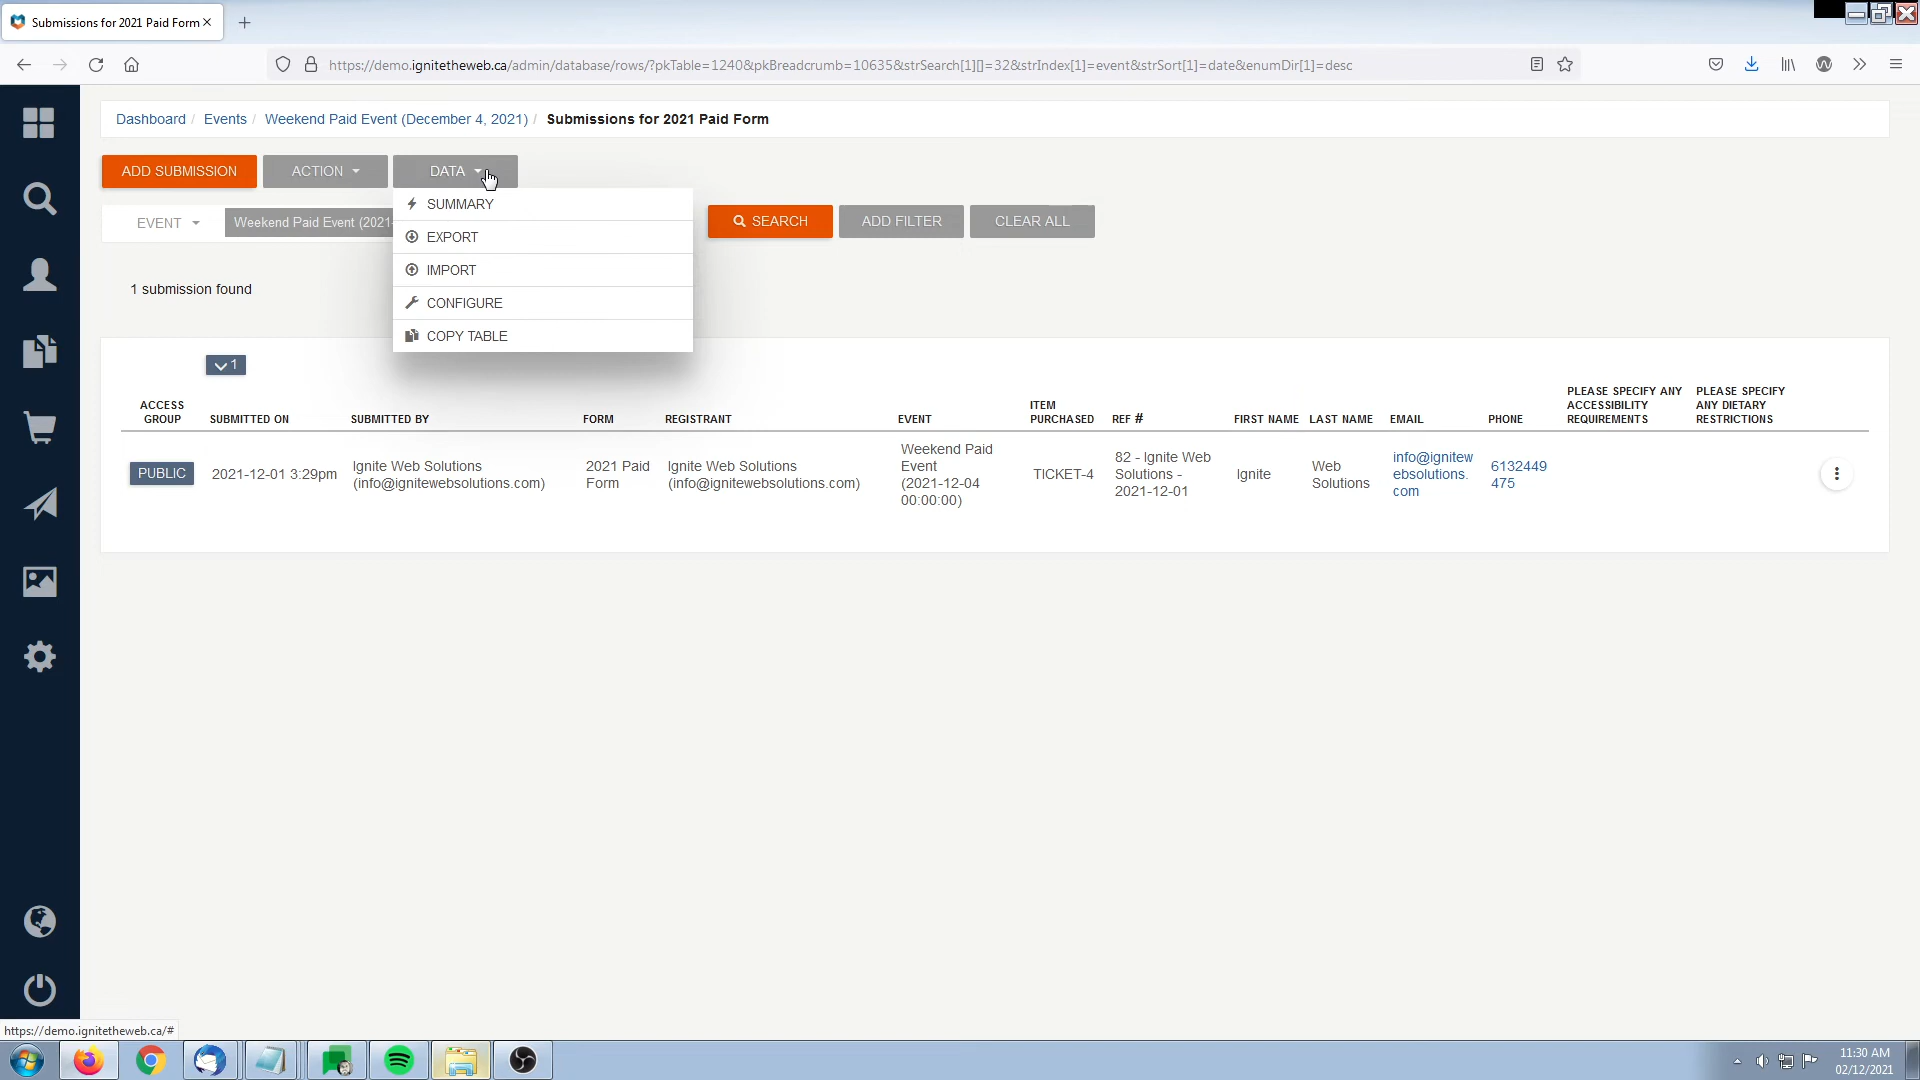 Submissions for 2021 Paid Form
https://demo.ignitetheweb.ca/admin/database/rows/?pkTable=1240&pkBreadcrumb=10635&strSearch[1][]=32&strIndex[1]=event&strSort[1]=date&enumDir[1]=desc
Dashboard / Events / Weekend Paid Event (December 4, 2021) / Submissions for 2021 Paid Form
ADD SUBMISSION ACTION DATA
SUMMARY
EVENT Weekend Paid Event (2021- SEARCH ADD FILTER CLEAR ALL
EXPORT
IMPORT
1 submission found
CONFIGURE
COPY TABLE
1
ACCESS GROUP
SUBMITTED ON
SUBMITTED BY
FORM
REGISTRANT
EVENT
ITEM PURCHASED
REF #
FIRST NAME
LAST NAME
EMAIL
PHONE
PLEASE SPECIFY ANY
ACCESSIBILITY
REQUIREMENTS
PLEASE SPECIFY
ANY DIETARY
RESTRICTIONS
PUBLIC
2021-12-01 3:29pm
Ignite Web Solutions
(info@ignitewebsolutions.com)
2021 Paid
Form
Ignite Web Solutions
(info@ignitewebsolutions.com)
Weekend Paid
Event
(2021-12-04
00:00:00)
TICKET-4
82 - Ignite Web
Solutions -
2021-12-01
Ignite
Web
Solutions
info@ignitew
ebsolutions.
com
6132449
475
https://demo.ignitetheweb.ca/#
11:30 AM
02/12/2021